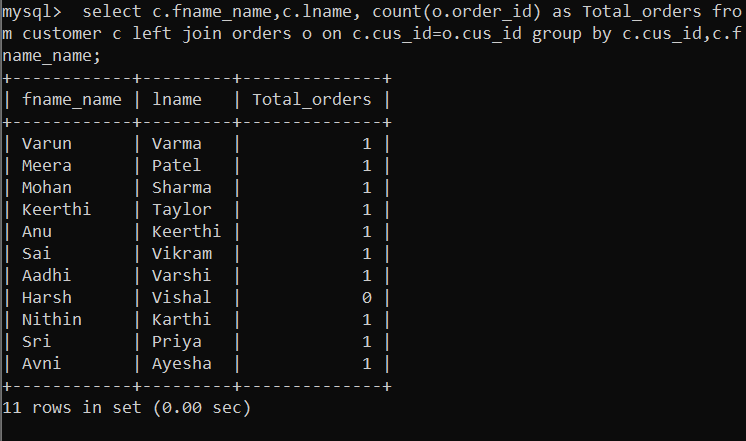 mysql>  select c.fname_name,c.lname, count(o.order_id) as Total_orders fro
m customer c left join orders o on c.cus_id=o.cus_id group by c.cus_id,c.f
name_name;
+------------+---------+--------------+
| fname_name | lname   | Total_orders |
+------------+---------+--------------+
| Varun      | Varma   |            1 |
| Meera      | Patel   |            1 |
| Mohan      | Sharma  |            1 |
| Keerthi    | Taylor  |            1 |
| Anu        | Keerthi |            1 |
| Sai        | Vikram  |            1 |
| Aadhi      | Varshi  |            1 |
| Harsh      | Vishal  |            0 |
| Nithin     | Karthi  |            1 |
| Sri        | Priya   |            1 |
| Avni       | Ayesha  |            1 |
+------------+---------+--------------+
11 rows in set (0.00 sec)